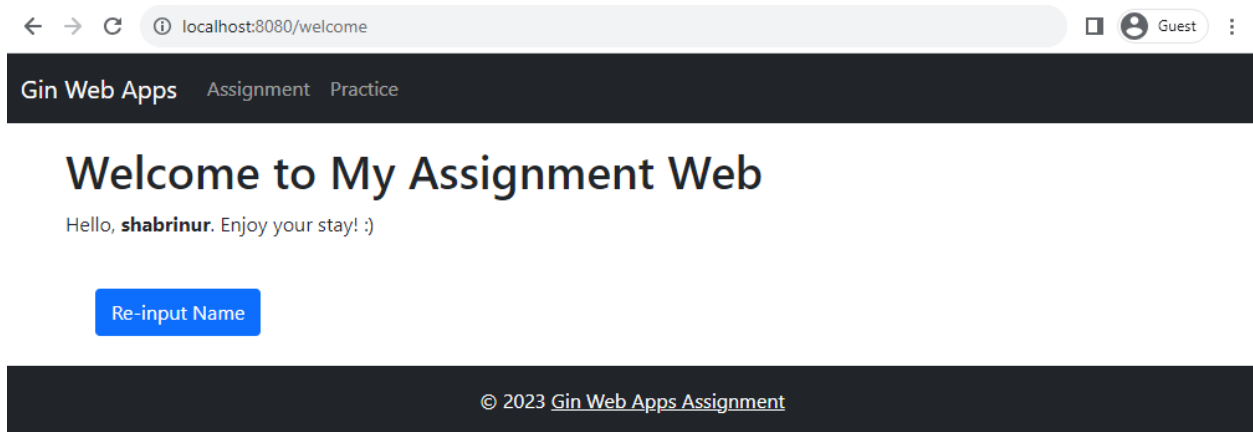 localhost:8080/welcome Guest
Gin Web Apps Assignment Practice
Welcome to My Assignment Web
Hello, shabrinur. Enjoy your stay! :)
Re-input Name
© 2023 Gin Web Apps Assignment